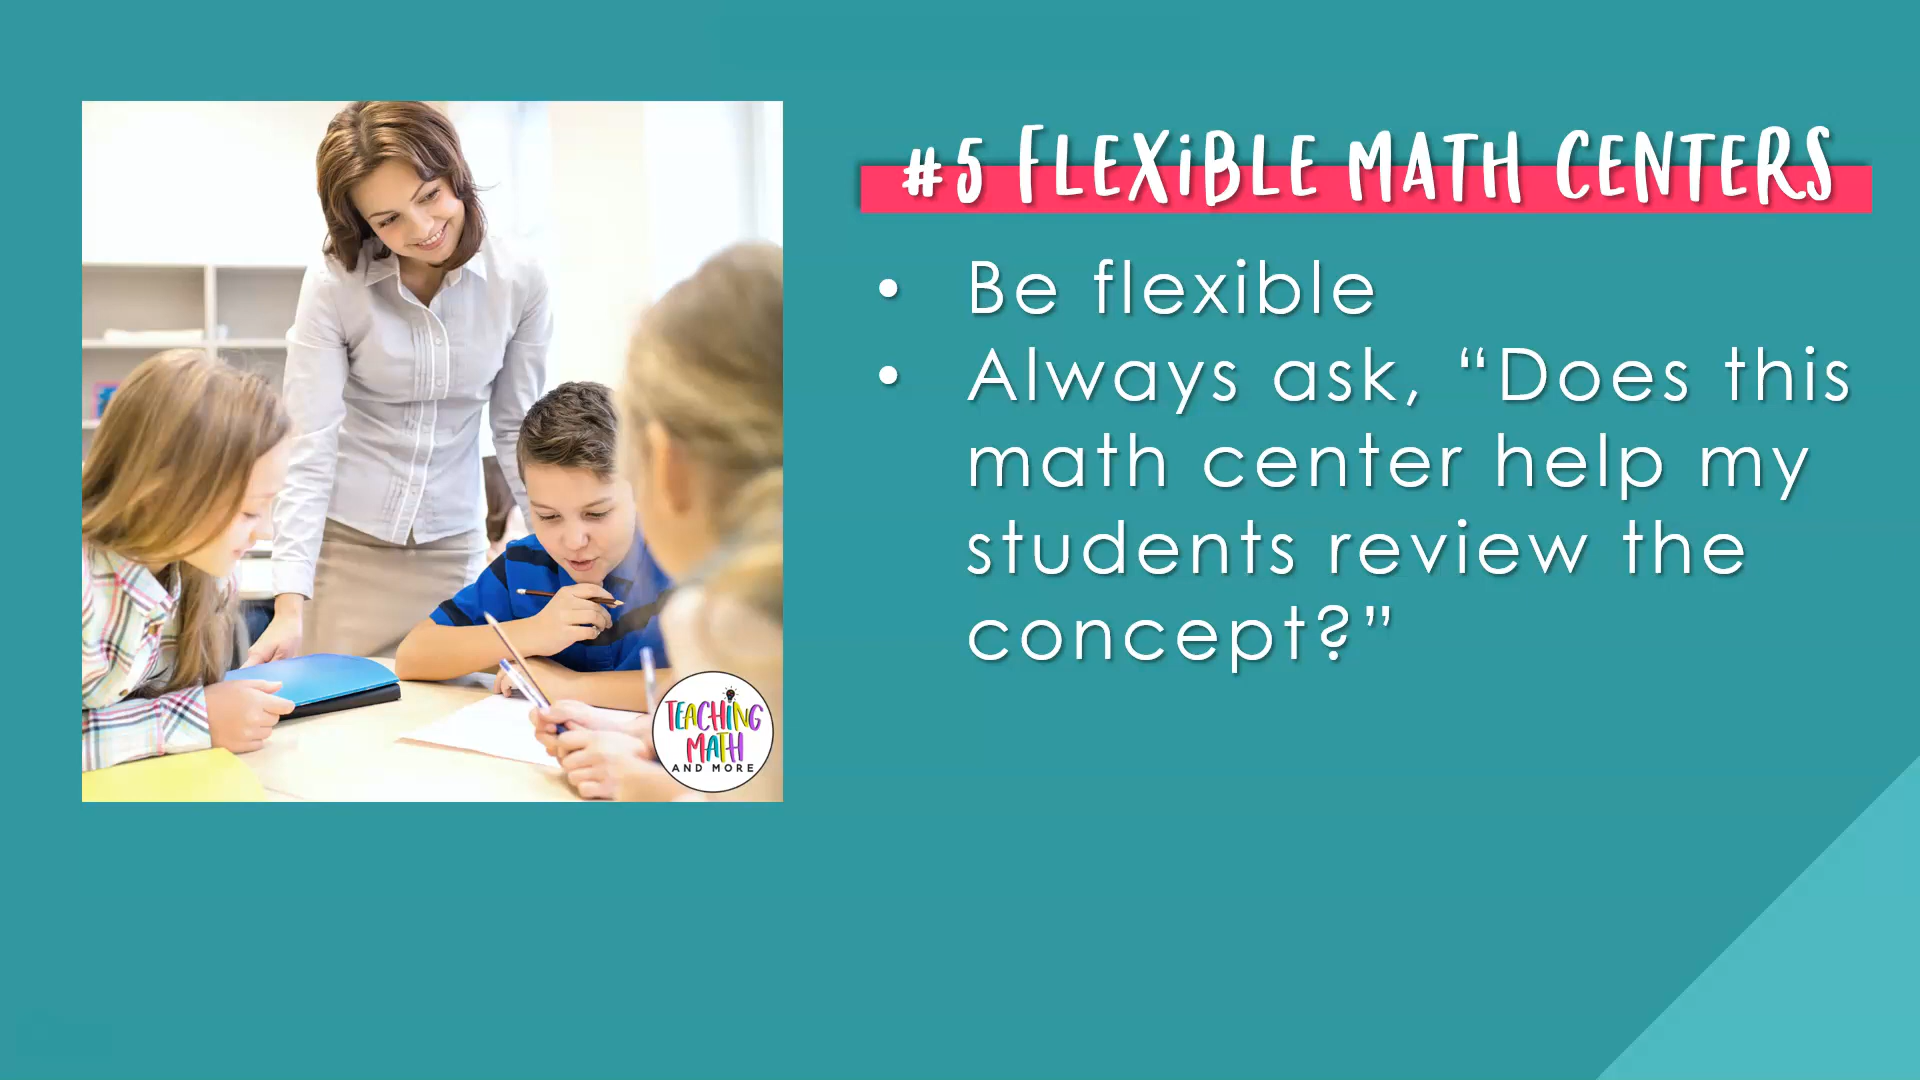 #5 FLEXiBLE MATH CENTERS
• Be flexible
• Always ask, “Does this
math center help my
students review the
concept?”
TEACHiNG
MATH
AND MORE